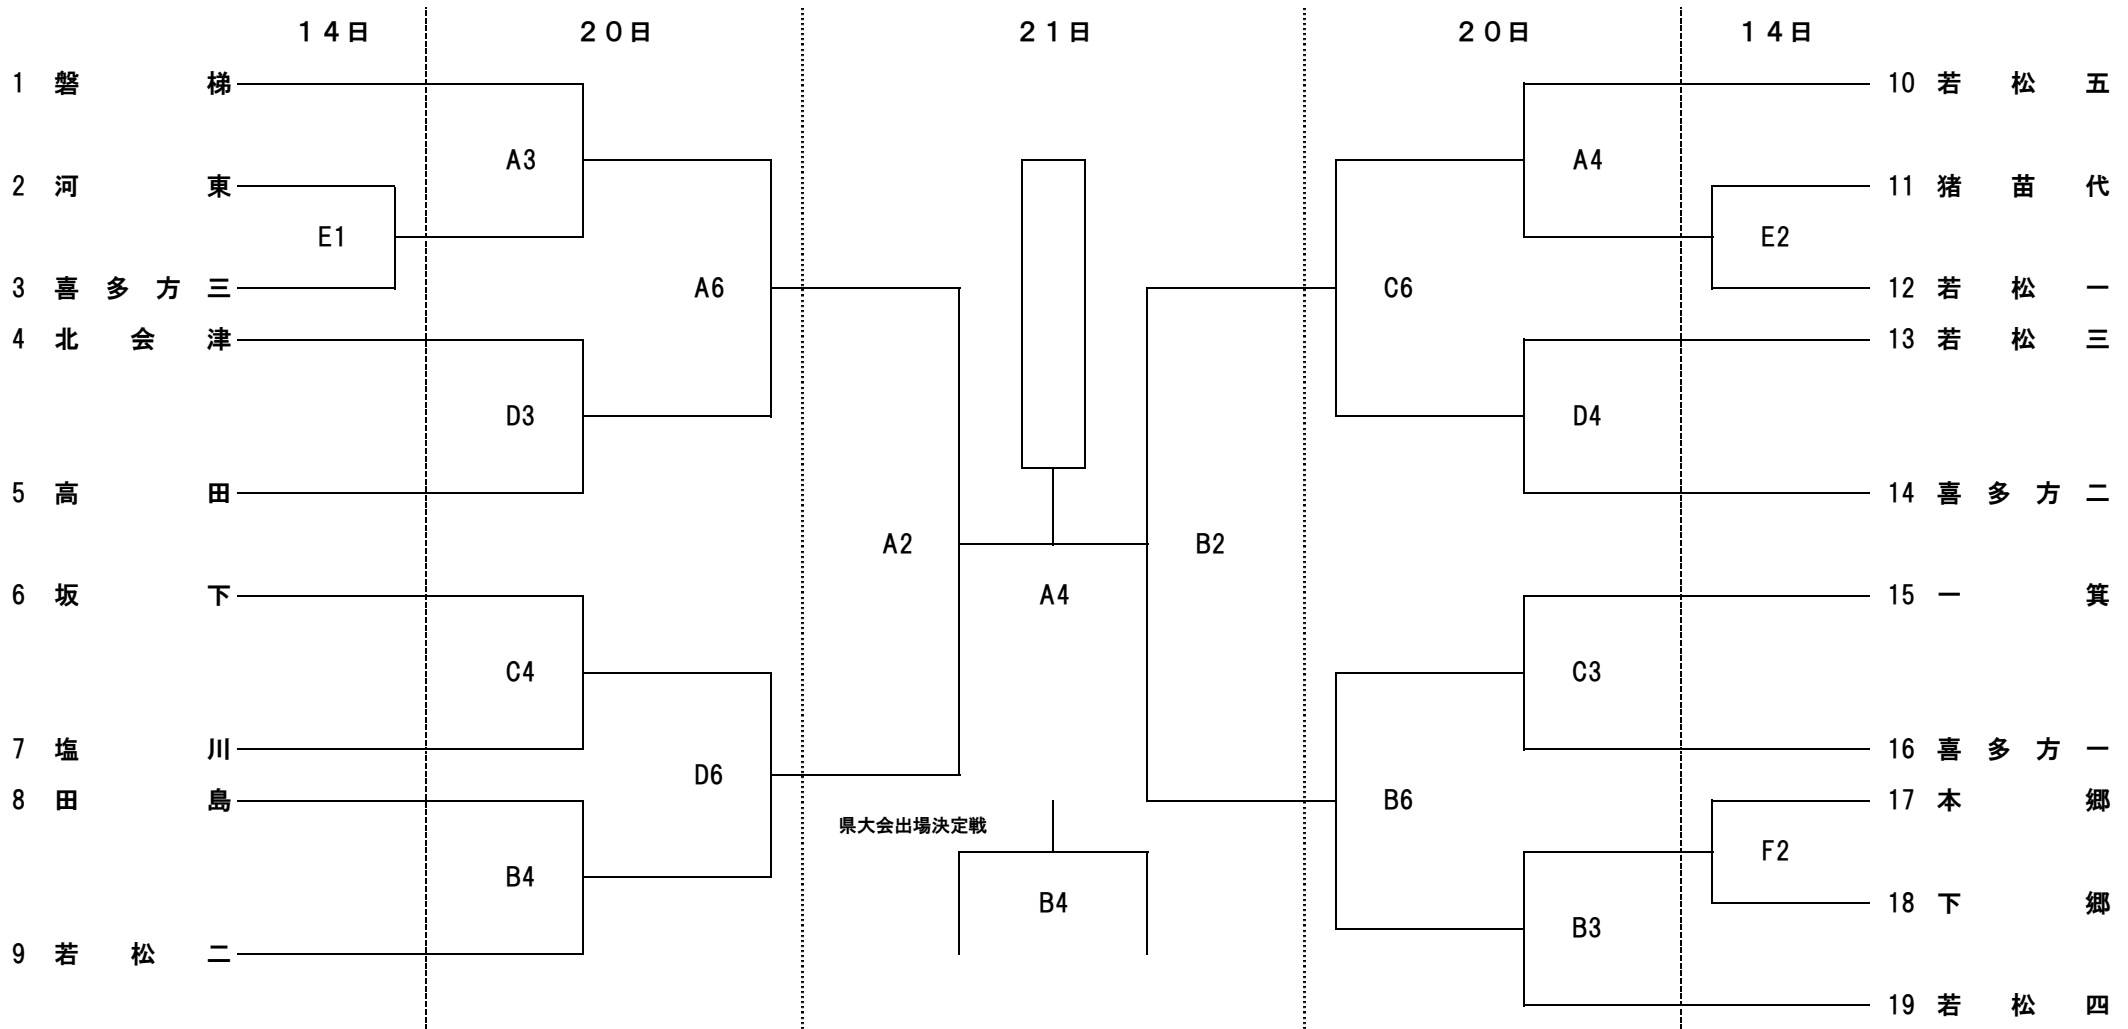 １４日 ２０日 ２１日 ２０日 １４日
1 磐梯 10 若松五
A3 A4
2 河東 11 猪苗代
E1 E2
3 喜多方三 A6 C6 12 若松一
4 北会津 13 若松三
D3 D4
5 高田 14 喜多方二
A2 B2
6 坂下 A4 15 一箕
C4 C3
7 塩川 16 喜多方一
D6
8 田島 B6 17 本郷
県大会出場決定戦
F2
B4
B4 18 下郷
B3
9 若松二
19 若松四